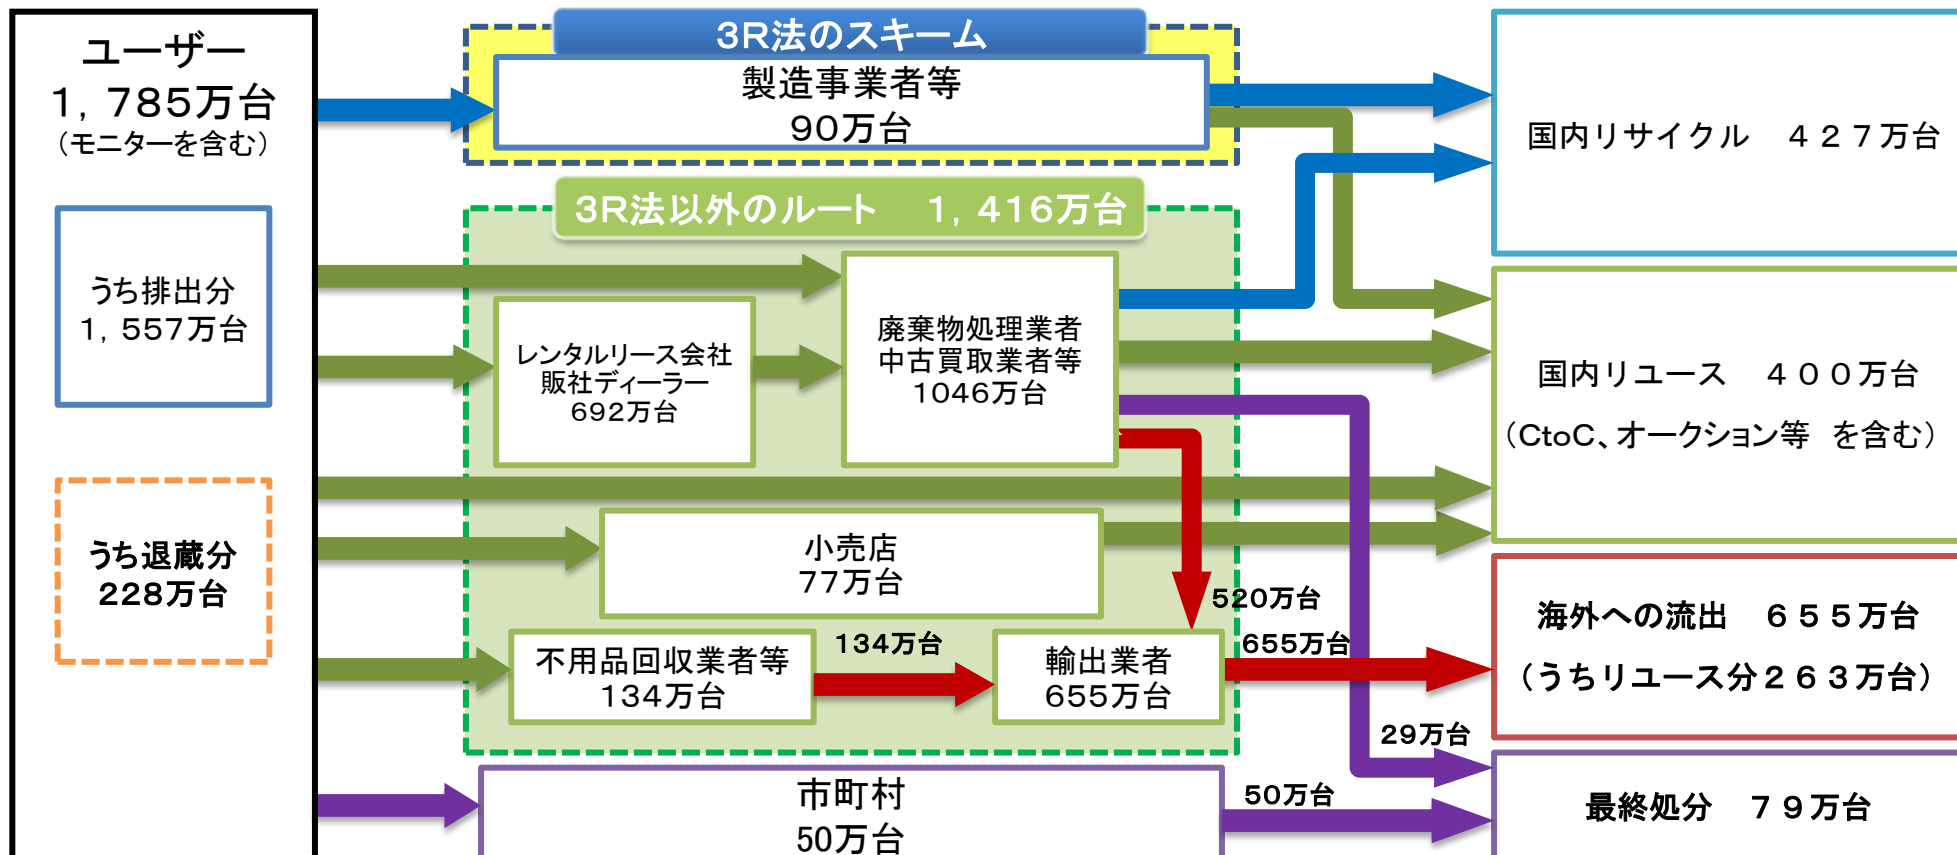 ユーザー
1，785万台
（モニターを含む）
うち排出分
1，557万台
うち退蔵分
228万台
3R法のスキーム
製造事業者等
90万台
3R法以外のルート　1，416万台
レンタルリース会社
販社ディーラー
692万台
廃棄物処理業者
中古買取業者等
1046万台
小売店
77万台
不用品回収業者等
134万台
134万台
輸出業者
655万台
520万台
655万台
市町村
50万台
29万台
50万台
国内リサイクル　４２７万台
国内リユース　４００万台
（CtoC、オークション等　を含む）
海外への流出　６５５万台
（うちリユース分２６３万台）
最終処分　７９万台